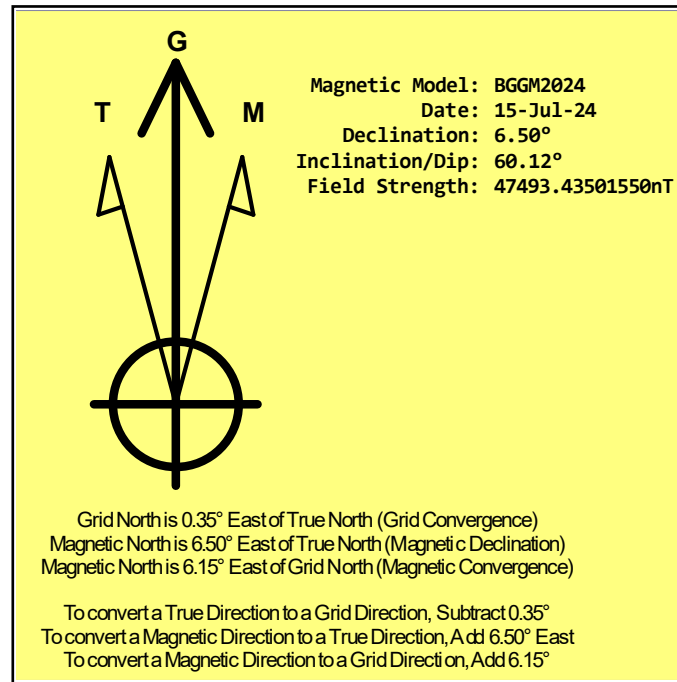 G
T
M
Magnetic Model: BGGM2024
Date: 15-Jul-24
Declination: 6.50°
Inclination/Dip: 60.12°
Field Strength: 47493.43501550nT
Grid North is 0.35° East of True North (Grid Convergence)
Magnetic North is 6.50° East of True North (Magnetic Declination)
Magnetic North is 6.15° East of Grid North (Magnetic Convergence)
To convert a True Direction to a Grid Direction, Subtract 0.35°
To convert a Magnetic Direction to a True Direction, Add 6.50° East
To convert a Magnetic Direction to a Grid Direction, Add 6.15°